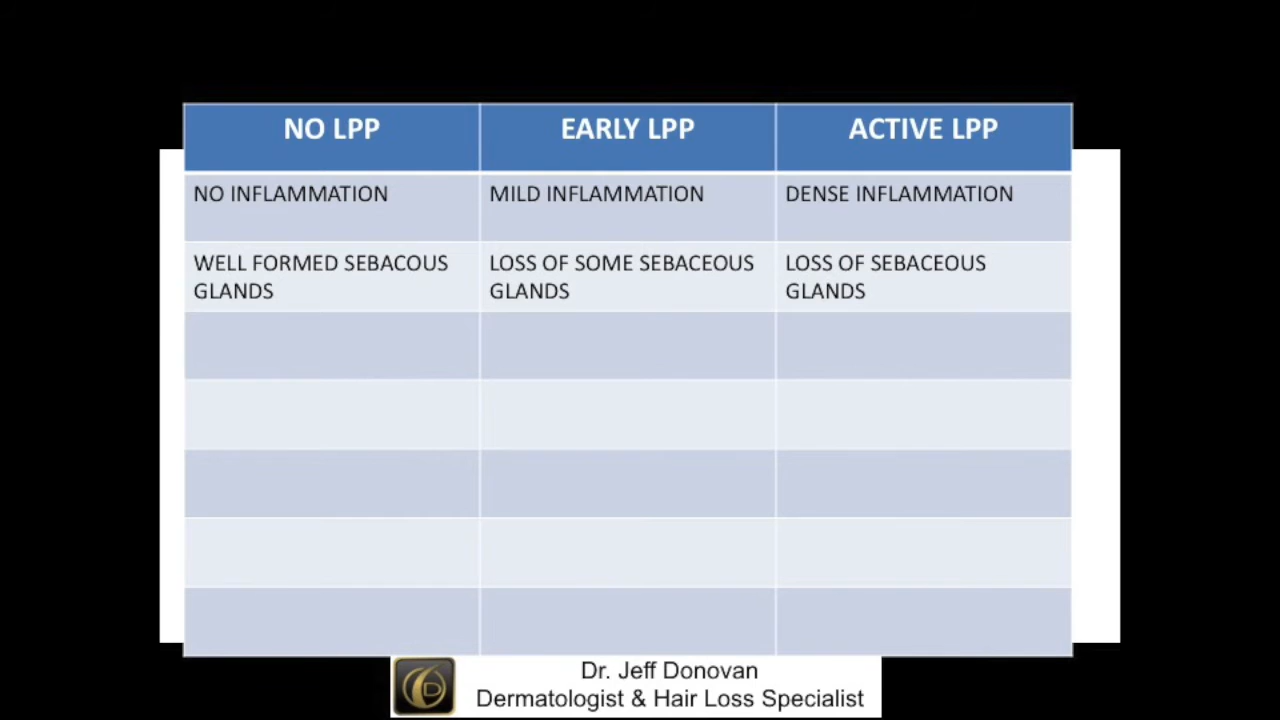 NO LPP EARLY LPP ACTIVE LPP
NO INFLAMMATION MILD INFLAMMATION DENSE INFLAMMATION
WELL FORMED SEBACOUS LOSS OF SOME SEBACEOUS LOSS OF SEBACEOUS
GLANDS GLANDS GLANDS
Dr. Jeff Donovan
Dermatologist & Hair Loss Specialist